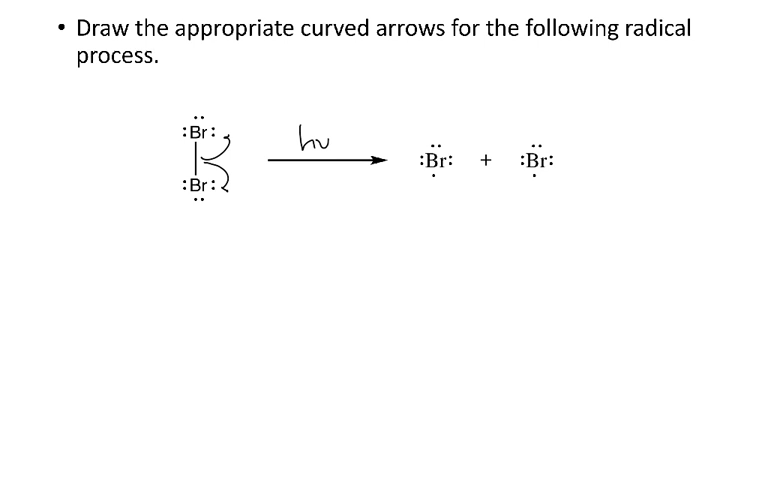 • Draw the appropriate curved arrows for the following radical
process.
:Br:
hν
:Br: + :Br:
:Br: